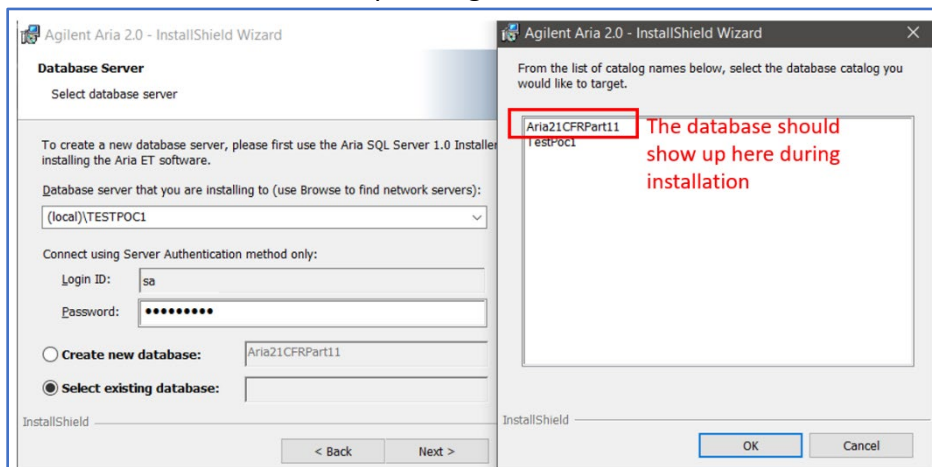 Agilent Aria 2.0 - InstallShield Wizard
Database Server
Select database server
To create a new database server, please first use the Aria SQL Server 1.0 Installer
installing the Aria ET software.
Database server that you are installing to (use Browse to find network servers):
(local)\TESTPOC1
Connect using Server Authentication method only:
Login ID:
sa
Password:
•••••••••
Create new database:
Aria21CFRPart11
Select existing database:
InstallShield
< Back
Next >
Agilent Aria 2.0 - InstallShield Wizard
From the list of catalog names below, select the database catalog you
would like to target.
Aria21CFRPart11
TestPoc1
The database should
show up here during
installation
InstallShield
OK
Cancel